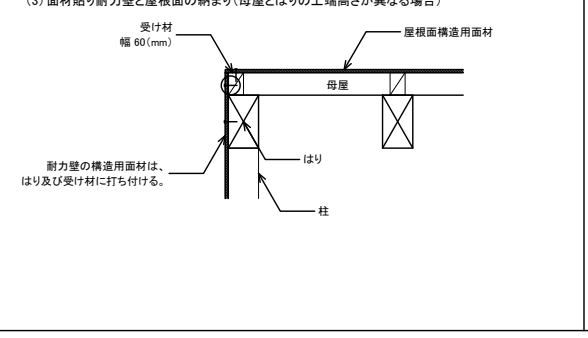 (3) 面材貼り耐力壁と屋根面の納まり(母屋とはりの上端高さが異なる場合)
受け材
幅 60(mm)
屋根面構造用面材
母屋
はり
耐力壁の構造用面材は、
はり及び受け材に打ち付ける。
柱